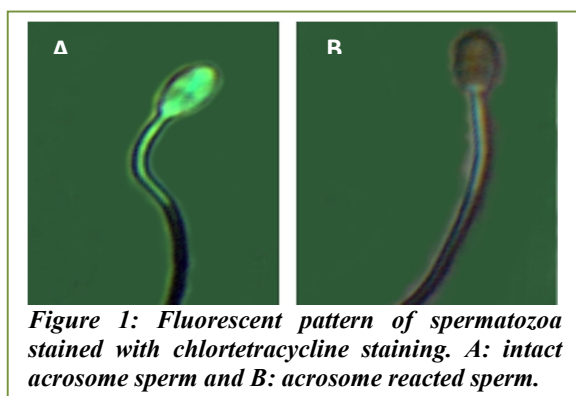 A
B
Figure 1: Fluorescent pattern of spermatozoa
stained with chlortetracycline staining. A: intact
acrosome sperm and B: acrosome reacted sperm.